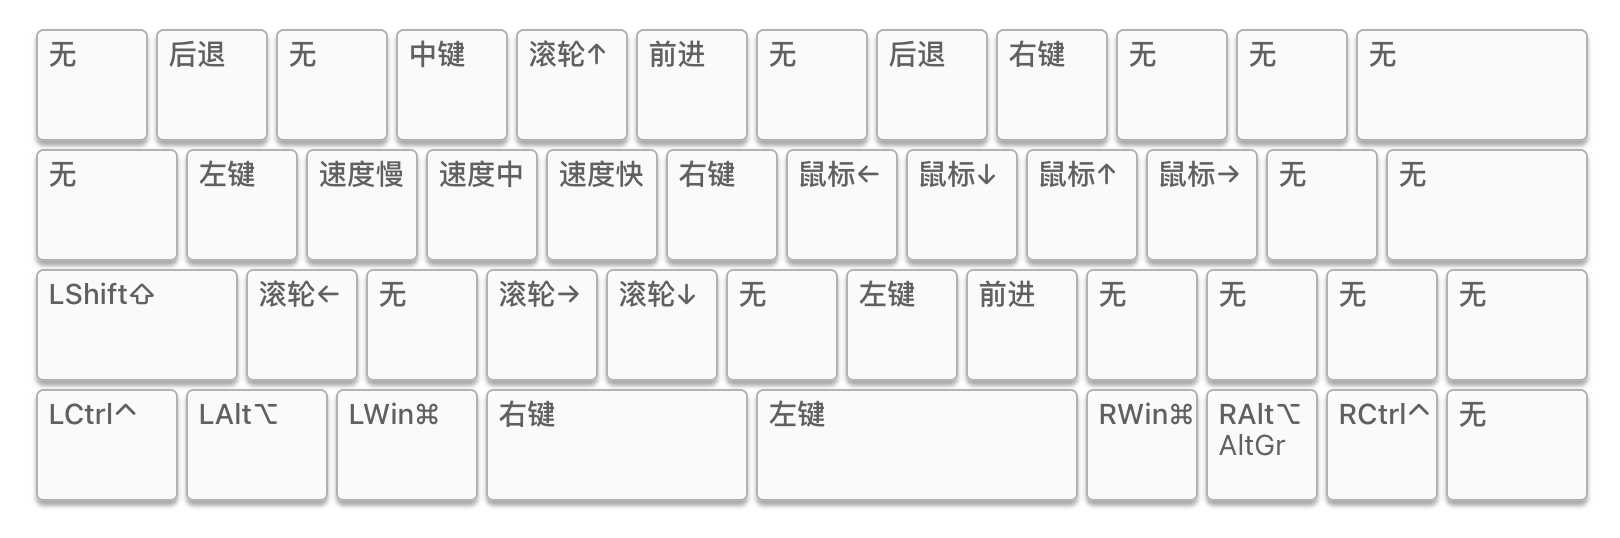 无 后退 无 中键 滚轮↑ 前进 无 后退 右键 无 无 无
无 左键 速度慢 速度中 速度快 右键 鼠标← 鼠标↓ 鼠标↑ 鼠标→ 无 无
LShift⇧ 滚轮← 无 滚轮→ 滚轮↓ 无 左键 前进 无 无 无 无
LCtrl⌃ LAlt⌥ LWin⌘ 右键 左键 RWin⌘ RAlt⌥ RCtrl⌃ 无
AltGr